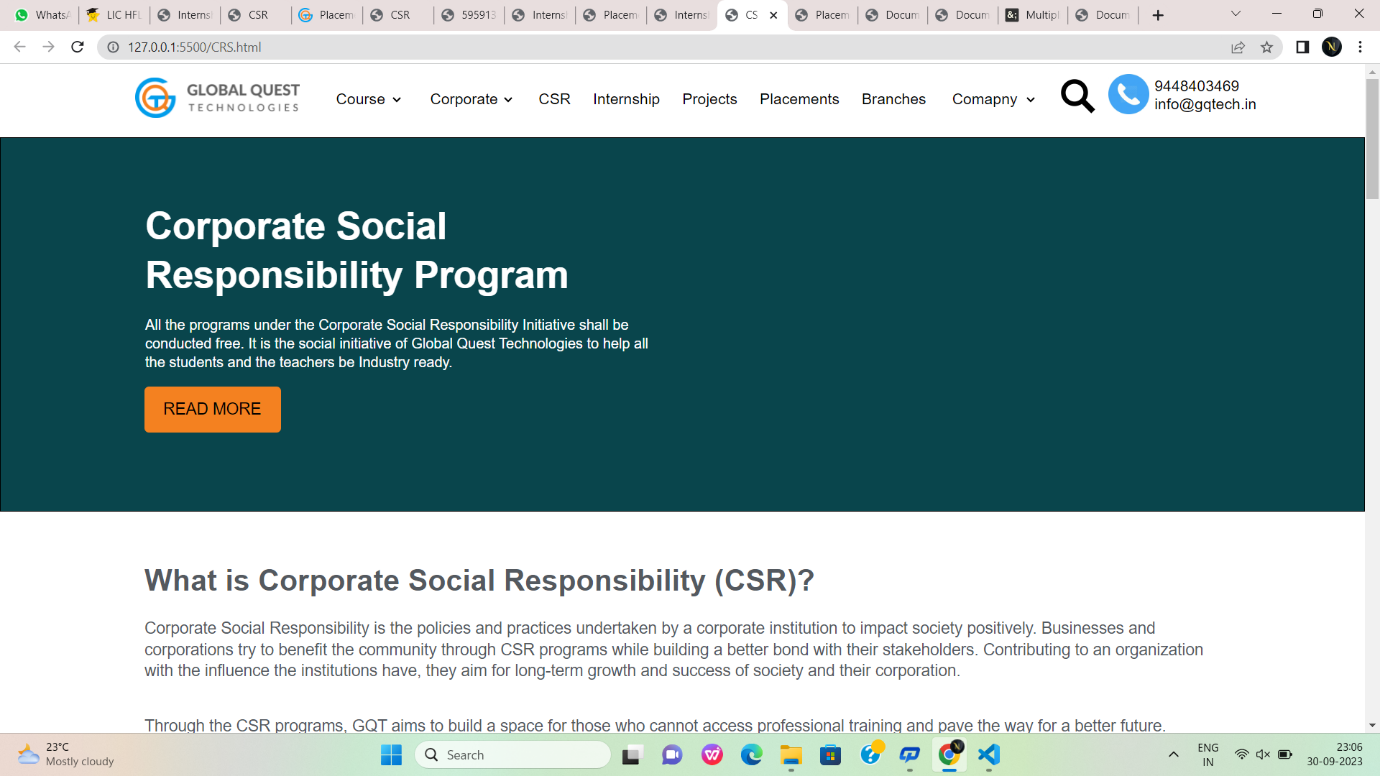 WhatsA
LIC HFL
Internsi
CSR
Placem
CSR
595913
Internsi
Placem
Internsi
CS
Placem
Docum
Docum
Multipl
Docum
127.0.0.1:5500/CRS.html
GLOBAL QUEST
TECHNOLOGIES
Course
Corporate
CSR
Internship
Projects
Placements
Branches
Comapny
9448403469
info@gqtech.in
Corporate Social
Responsibility Program
All the programs under the Corporate Social Responsibility Initiative shall be
conducted free. It is the social initiative of Global Quest Technologies to help all
the students and the teachers be Industry ready.
READ MORE
What is Corporate Social Responsibility (CSR)?
Corporate Social Responsibility is the policies and practices undertaken by a corporate institution to impact society positively. Businesses and
corporations try to benefit the community through CSR programs while building a better bond with their stakeholders. Contributing to an organization
with the influence the institutions have, they aim for long-term growth and success of society and their corporation.
Through the CSR programs, GQT aims to build a space for those who cannot access professional training and pave the way for a better future.
23°C
Mostly cloudy
Search
ENG
IN
23:06
30-09-2023